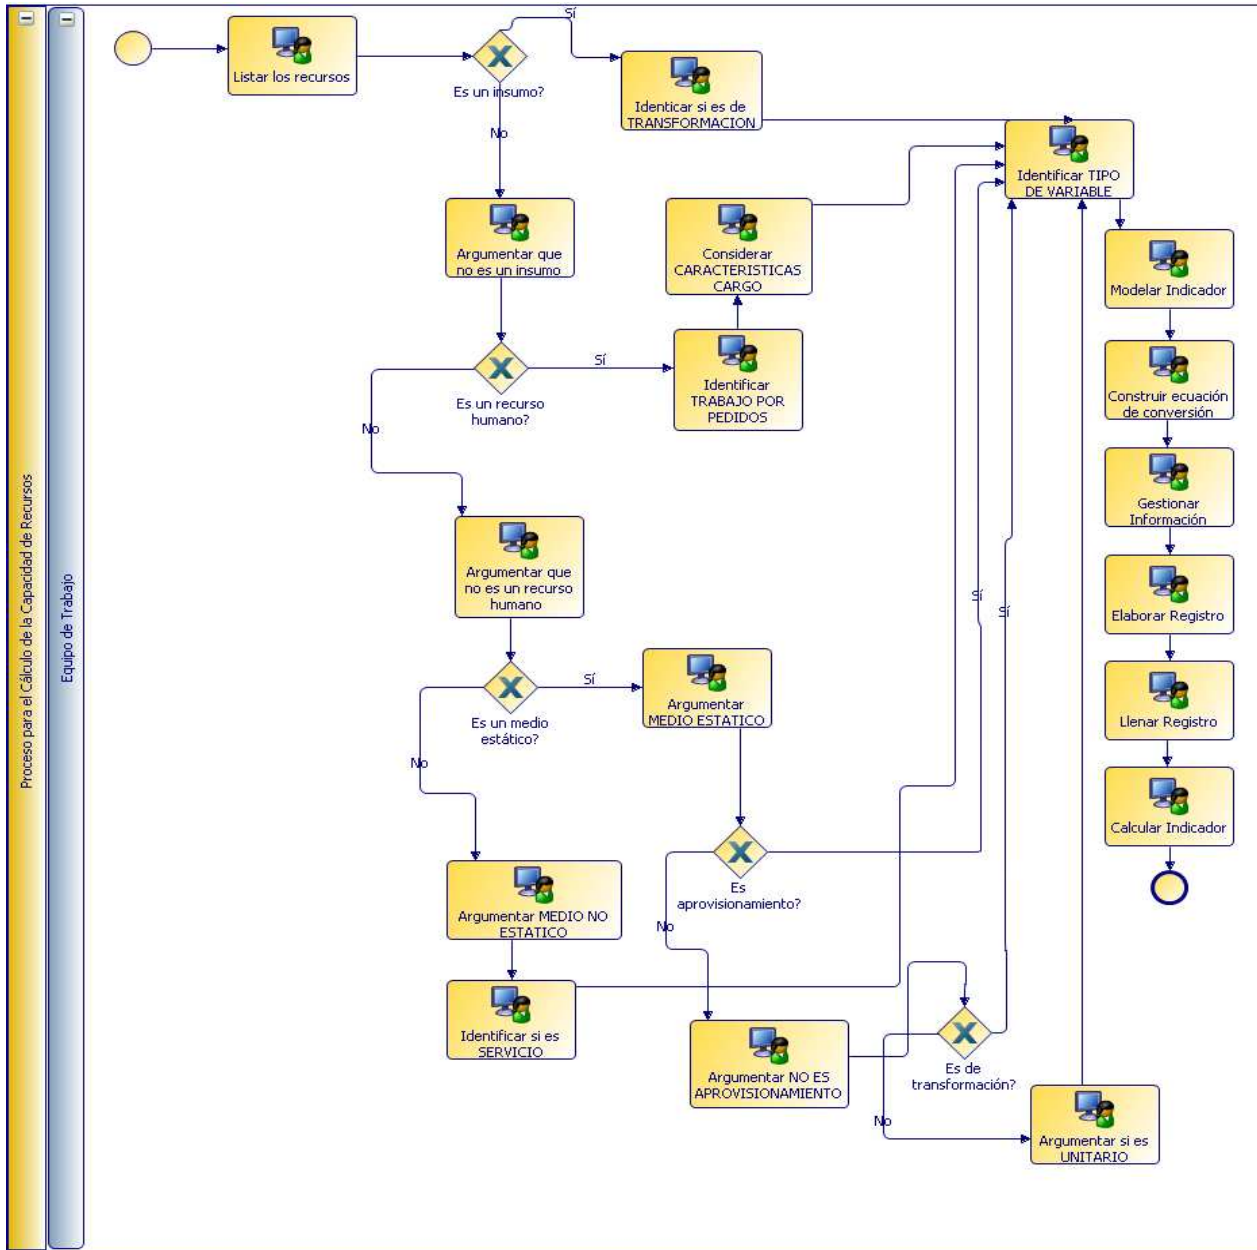 Proceso para el Cálculo de la Capacidad de Recursos
Equipo de Trabajo
Listar los recursos
Es un insumo?
Sí
No
Identicar si es de
TRANSFORMACION
Identificar TIPO
DE VARIABLE
Argumentar que
no es un insumo
Considerar
CARACTERISTICAS
CARGO
Modelar Indicador
Es un recurso
humano?
Sí
No
Identificar
TRABAJO POR
PEDIDOS
Construir ecuación
de conversión
Gestionar
Información
Argumentar que
no es un recurso
humano
Elaborar Registro
Es un medio
estático?
Sí
No
Argumentar
MEDIO ESTATICO
Sí
Sí
Llenar Registro
Calcular Indicador
Es
aprovisionamiento?
No
Argumentar MEDIO NO
ESTATICO
Identificar si es
SERVICIO
Argumentar NO ES
APROVISIONAMIENTO
Es de
transformación?
No
Argumentar si es
UNITARIO